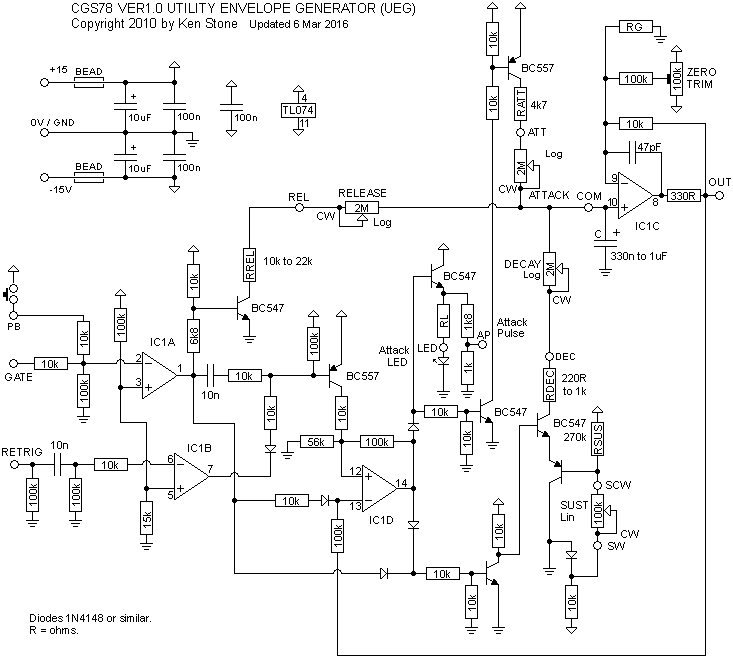 CGS78 VER1.0 UTILITY ENVELOPE GENERATOR (UEG)
Copyright 2010 by Ken Stone Updated 6 Mar 2016
+15
BEAD
+
10uF
100n
0V / GND
+
10uF
100n
BEAD
-15V
100n
4
TL074
11
10k
BC557
10k
RATT
4k7
ATT
2M
Log
CW
ATTACK
RG
100k
100k
ZERO
TRIM
10k
47pF
9
10
8
IC1C
330R
OUT
COM
C
+
330n to 1uF
REL
RELEASE
2M
CW
Log
RREL
10k to 22k
10k
BC547
6k8
DECAY
Log
2M
CW
DEC
RDEC
220R
to 1k
PB
10k
10k
GATE
100k
100k
IC1A
2
3
1
10n
10k
100k
BC557
10k
10k
BC547
RL
1k8
LED
AP
1k
Attack
Pulse
Attack
LED
10k
BC547
10k
BC547
270k
RSUS
SCW
SUST
Lin
100k
CW
SW
10k
RETRIG
10n
100k
100k
10k
IC1B
6
5
7
15k
56k
100k
12
13
14
IC1D
10k
100k
10k
10k
10k
Diodes 1N4148 or similar.
R = ohms.